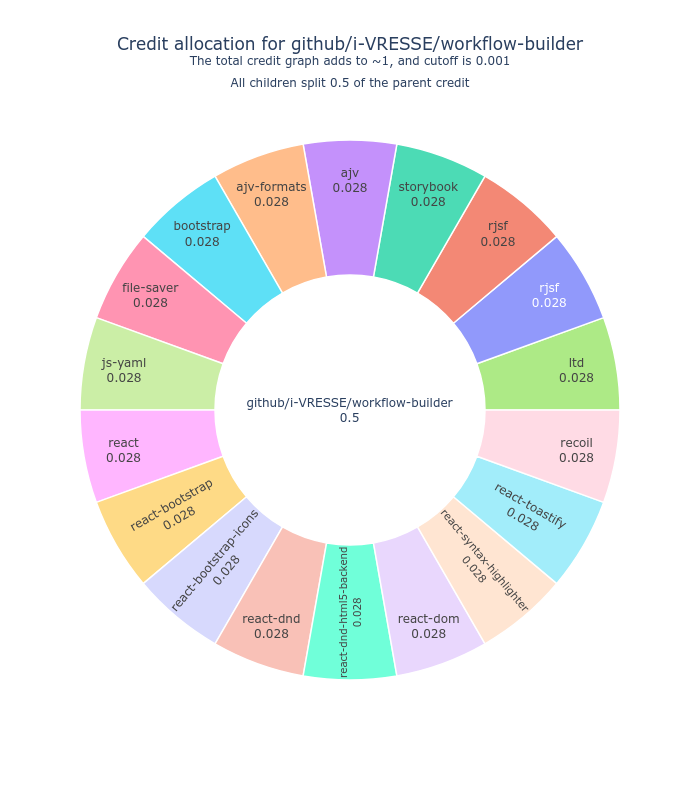 Credit allocation for github/i-VRESSE/workflow-builder
The total credit graph adds to ~1, and cutoff is 0.001
All children split 0.5 of the parent credit
ajv
0.028
storybook
0.028
rjsf
0.028
rjsf
0.028
ltd
0.028
recoil
0.028
react-toastify
0.028
react-syntax-highlighter
0.028
react-dom
0.028
react-dnd-html5-backend
0.028
react-dnd
0.028
react-bootstrap-icons
0.028
react-bootstrap
0.028
react
0.028
js-yaml
0.028
file-saver
0.028
bootstrap
0.028
ajv-formats
0.028
github/i-VRESSE/workflow-builder
0.5